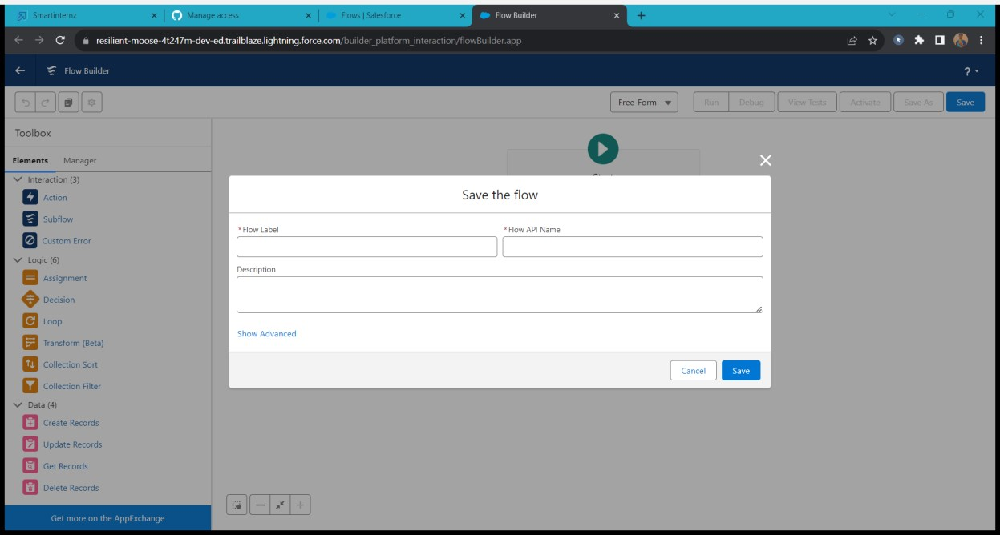 Smartinternz
Manage access
Flows | Salesforce
Flow Builder
resilient-moose-4t247m-dev-ed.trailblaze.lightning.force.com/builder_platform_interaction/flowBuilder.app
Flow Builder
?
Free-Form
Run
Debug
View Tests
Activate
Save As
Save
Toolbox
Elements
Manager
Interaction (3)
Action
Subflow
Custom Error
Logic (6)
Assignment
Decision
Loop
Transform (Beta)
Collection Sort
Collection Filter
Data (4)
Create Records
Update Records
Get Records
Delete Records
Get more on the AppExchange
Save the flow
*Flow Label
*Flow API Name
Description
Show Advanced
Cancel
Save